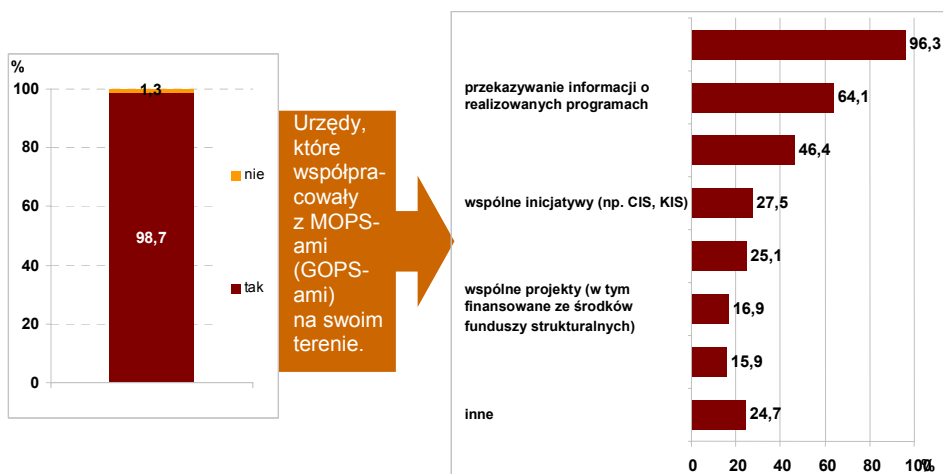 %
100
80
60
40
20
0
1,3
98,7
nie
tak
Urzędy,
które
współpra-
cowały
z MOPS-
ami
(GOPS-
ami)
na swoim
terenie.
96,3
przekazywanie informacji o
realizowanych programach
64,1
46,4
wspólne inicjatywy (np. CIS, KIS)
27,5
25,1
wspólne projekty (w tym
finansowane ze środków
funduszy strukturalnych)
16,9
15,9
inne
24,7
0 20 40 60 80 100
%